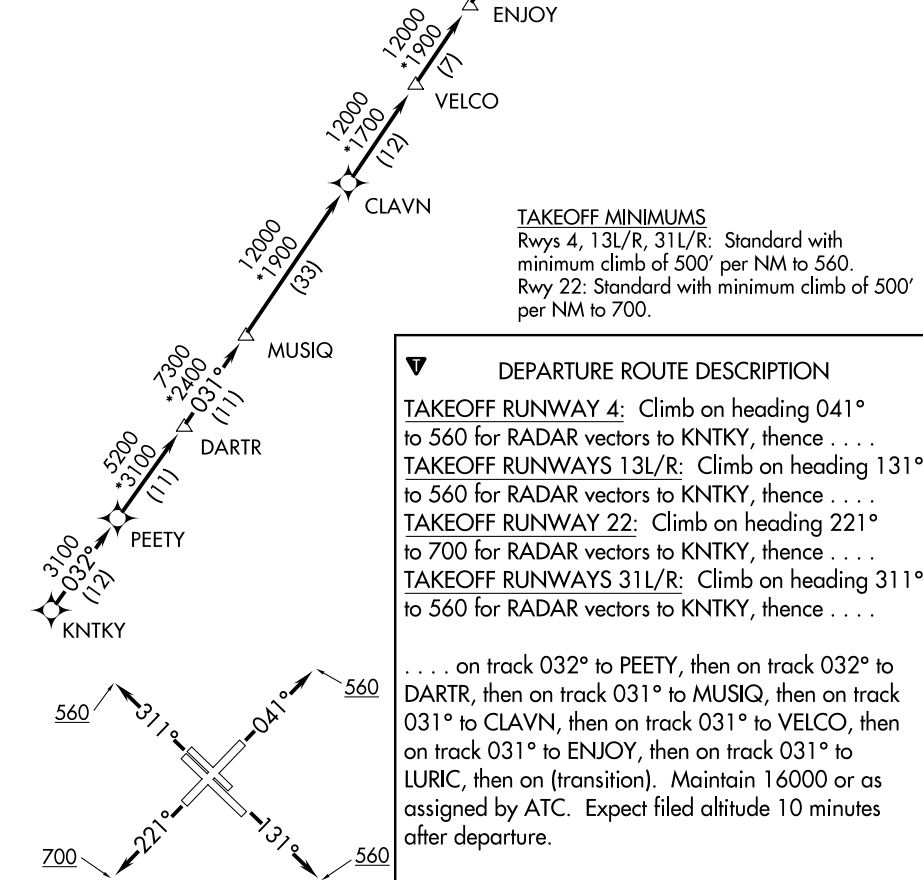 ENJOY
12000
*1900
(7)
VELCO
12000
*1700
(12)
CLAVN
12000
*1900
(33)
MUSIQ
7300
*2400
031°
(11)
DARTR
5200
*3100
(11)
PEETY
3100
032°
(12)
KNTKY
TAKEOFF MINIMUMS
Rwys 4, 13L/R, 31L/R: Standard with
minimum climb of 500' per NM to 560.
Rwy 22: Standard with minimum climb of 500'
per NM to 700.
T
DEPARTURE ROUTE DESCRIPTION
TAKEOFF RUNWAY 4: Climb on heading 041°
to 560 for RADAR vectors to KNTKY, thence . . . .
TAKEOFF RUNWAYS 13L/R: Climb on heading 131°
to 560 for RADAR vectors to KNTKY, thence . . . .
TAKEOFF RUNWAY 22: Climb on heading 221°
to 700 for RADAR vectors to KNTKY, thence . . . .
TAKEOFF RUNWAYS 31L/R: Climb on heading 311°
to 560 for RADAR vectors to KNTKY, thence . . . .
. . . . on track 032° to PEETY, then on track 032° to
DARTR, then on track 031° to MUSIQ, then on track
031° to CLAVN, then on track 031° to VELCO, then
on track 031° to ENJOY, then on track 031° to
LURIC, then on (transition). Maintain 16000 or as
assigned by ATC. Expect filed altitude 10 minutes
after departure.
560
311°
041°
560
700
221°
131°
560